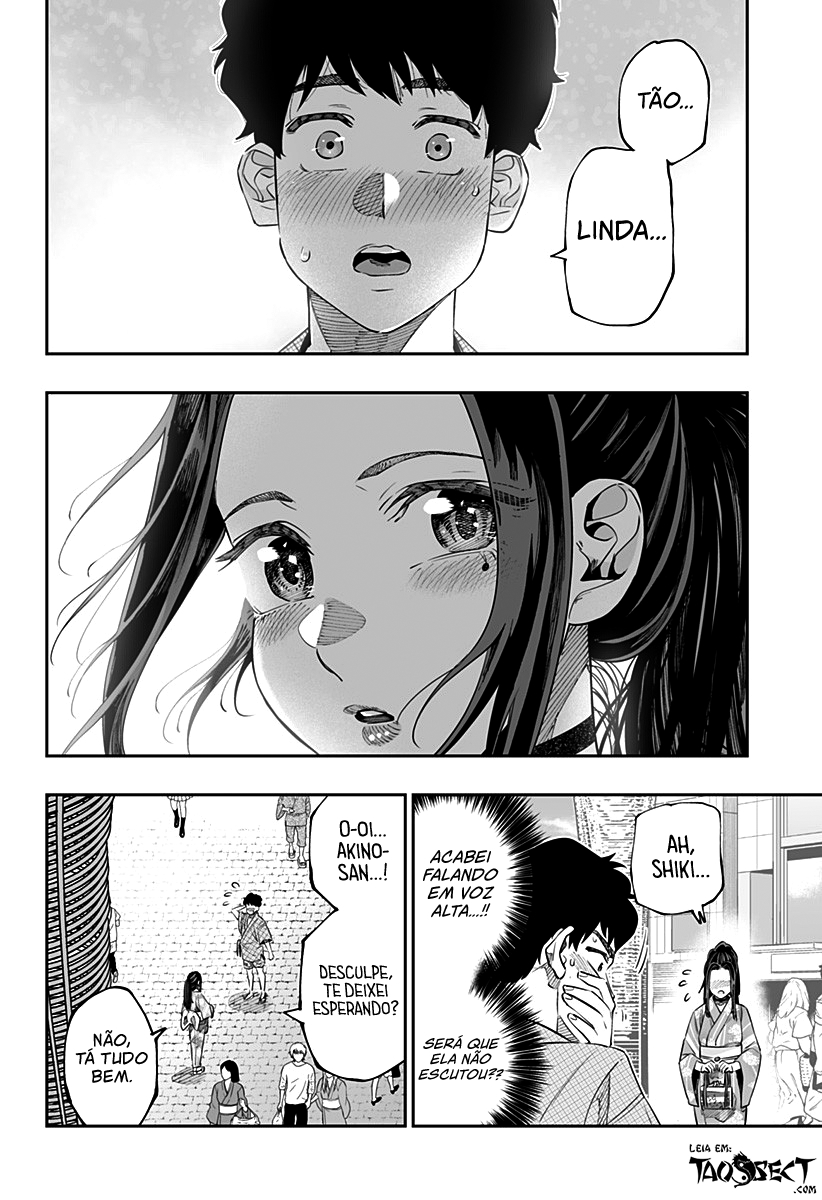 TÃO...
LINDA...
AH,
SHIKI...
ACABEI
FALANDO
EM VOZ
ALTA...!!
SERÁ QUE
ELA NÃO
ESCUTOU??
O-OI...
AKINO-
SAN...!
DESCULPE,
TE DEIXEI
ESPERANDO?
NÃO,
TÁ TUDO
BEM.
LEIA EM:
TAOSSECT
.COM